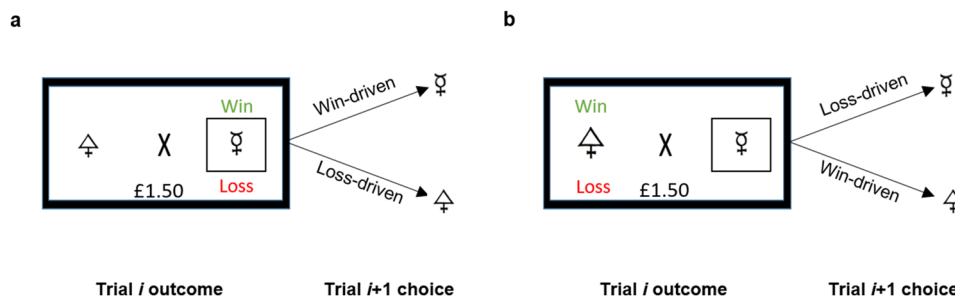 a
Win
X
£1.50
Loss
Win-driven
Loss-driven
Trial i outcome
Trial i+1 choice
b
Win
X
Loss
£1.50
Loss-driven
Win-driven
Trial i outcome
Trial i+1 choice